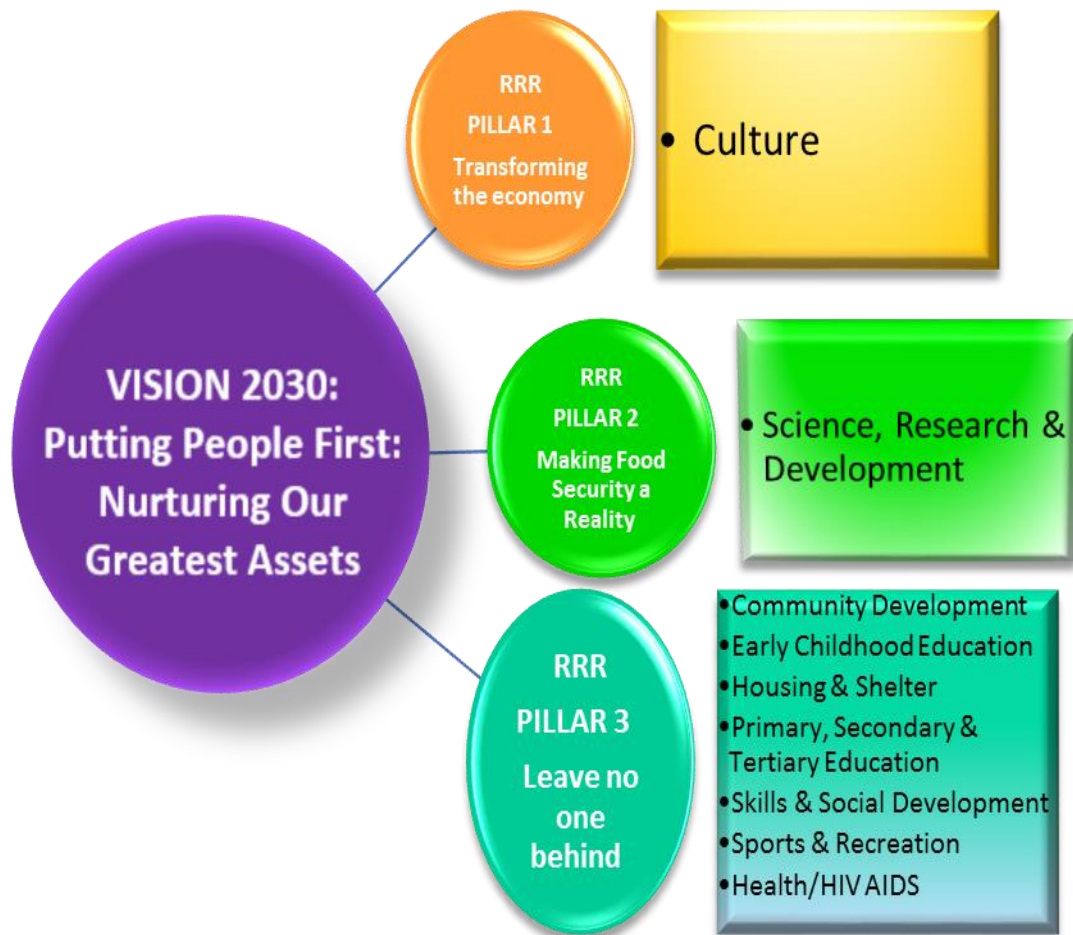 VISION 2030:
Putting People First:
Nurturing Our
Greatest Assets
RRR
PILLAR 1
Transforming
the economy
• Culture
RRR
PILLAR 2
Making Food
Security a
Reality
• Science, Research &
Development
RRR
PILLAR 3
Leave no
one
behind
•Community Development
•Early Childhood Education
•Housing & Shelter
•Primary, Secondary &
Tertiary Education
•Skills & Social Development
•Sports & Recreation
•Health/HIV AIDS